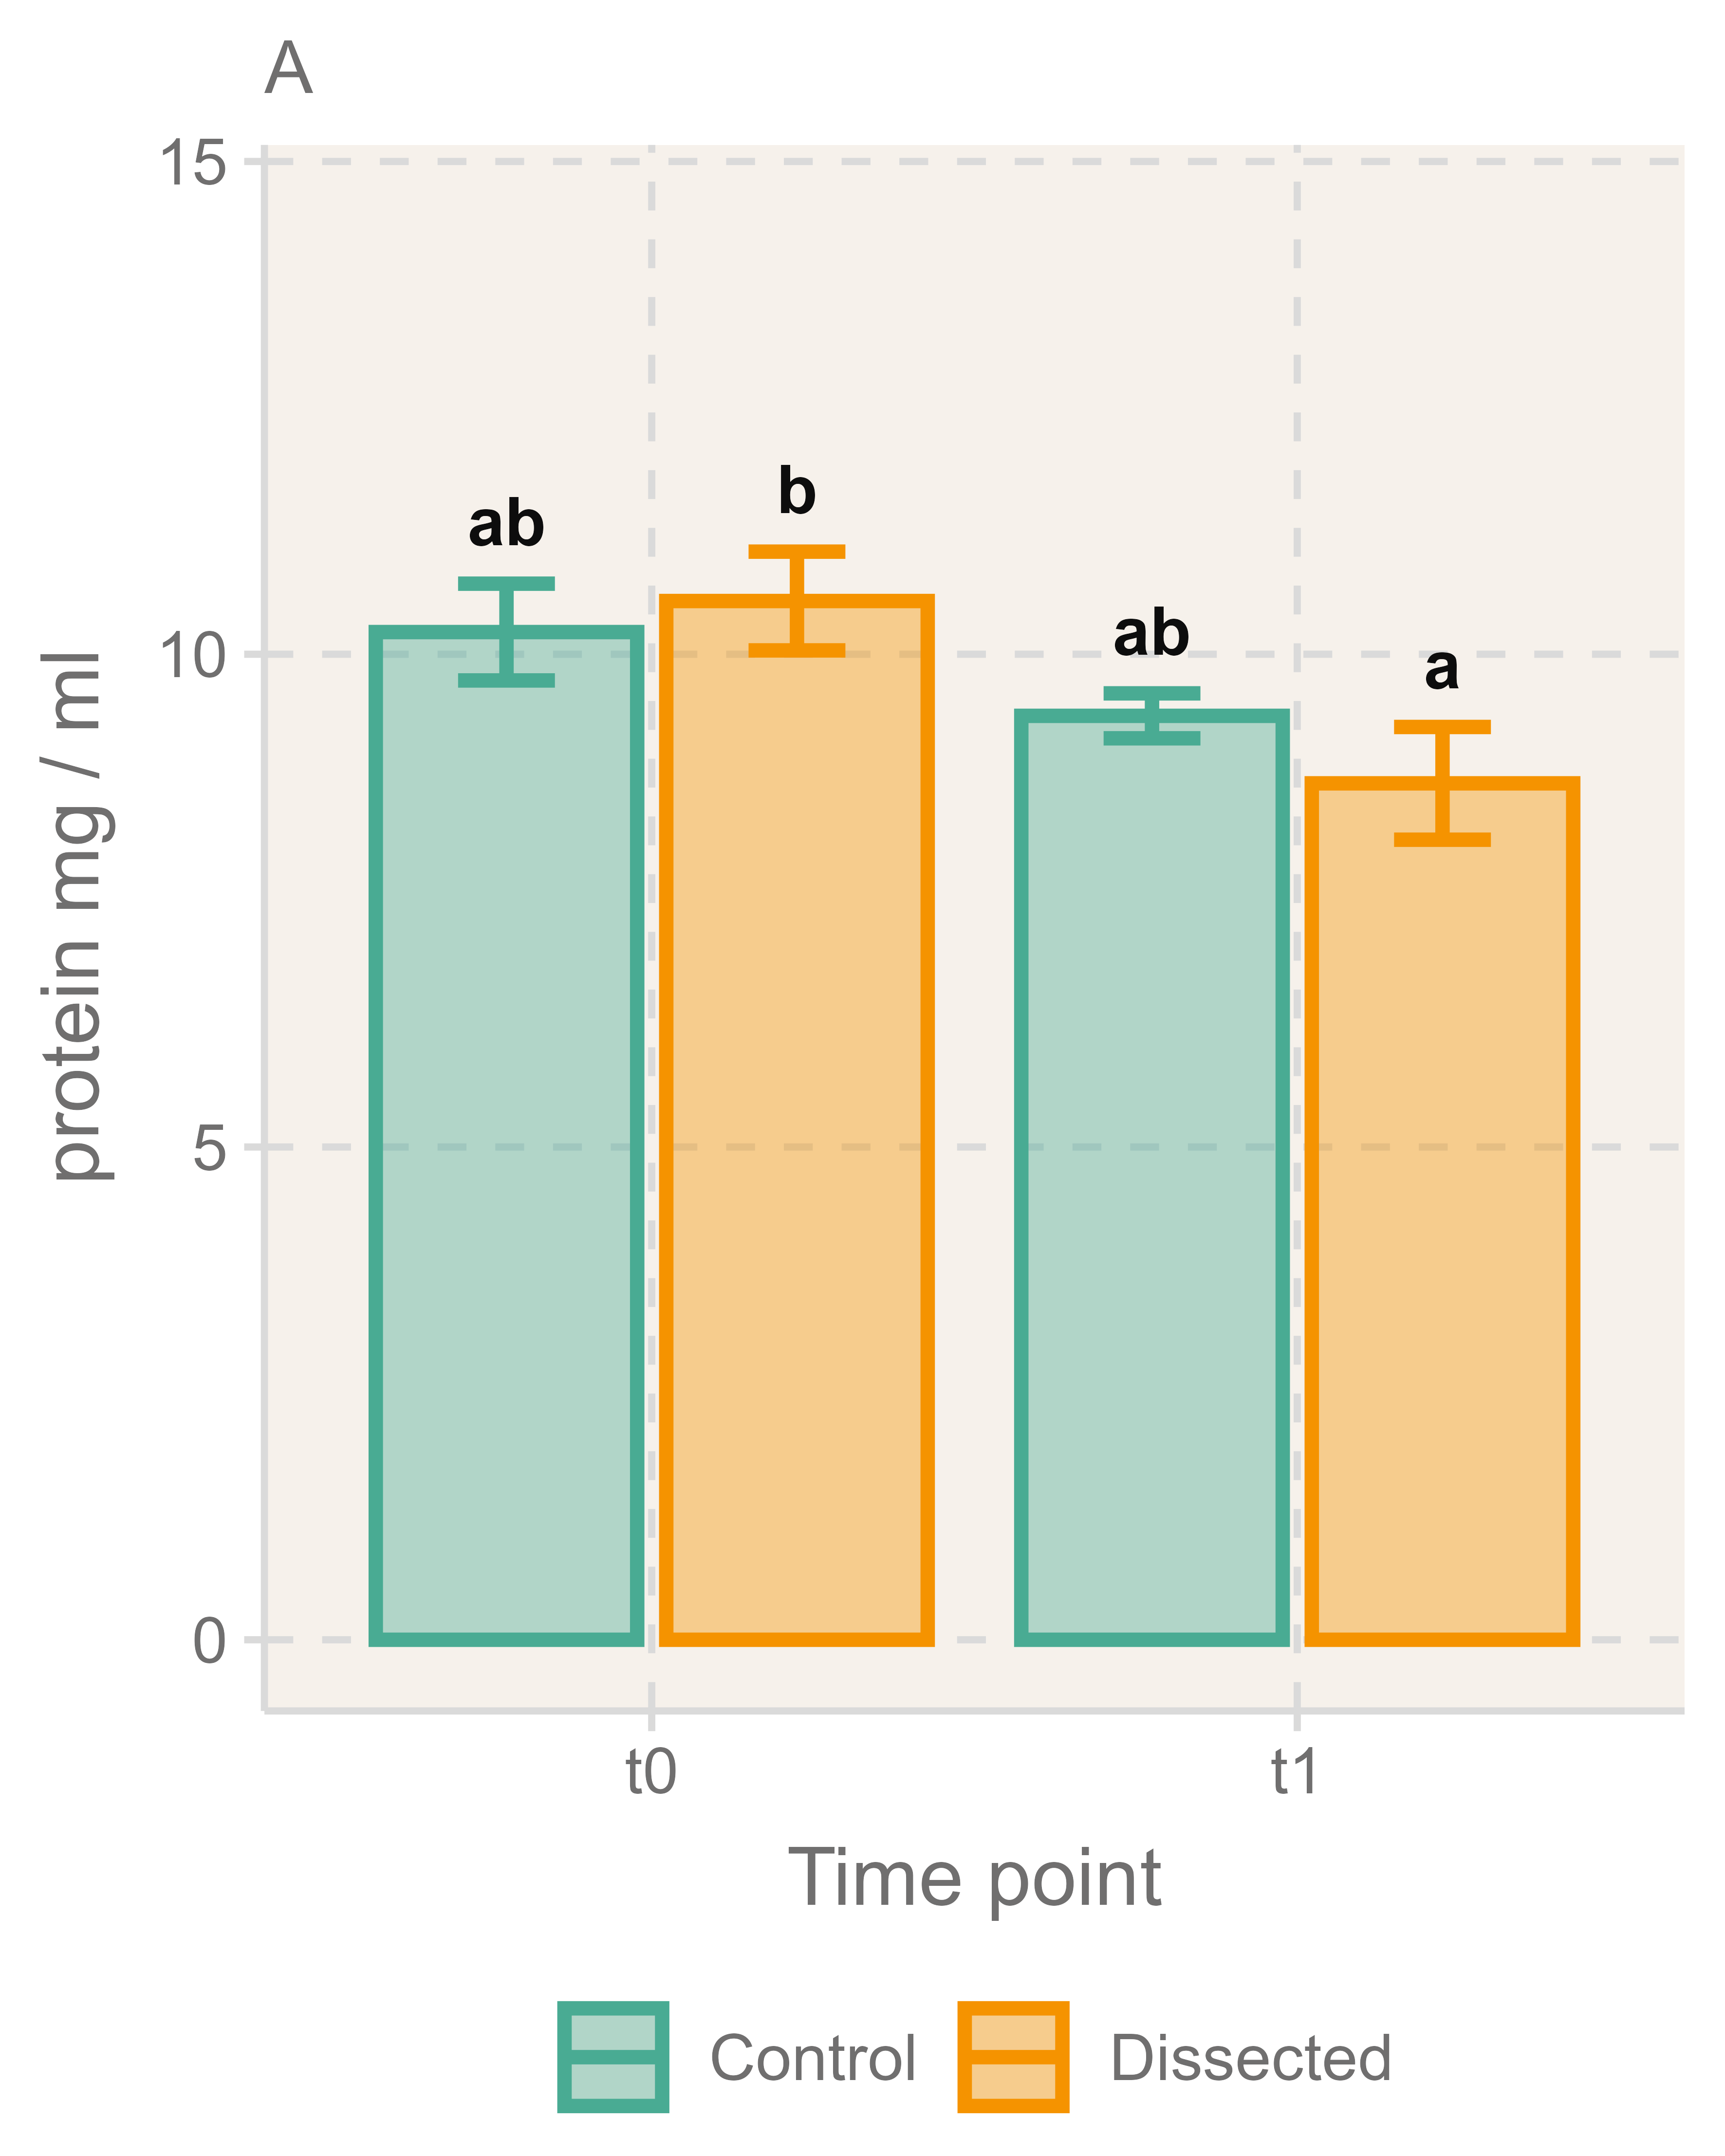 A
15
10
5
0
protein mg / ml
ab
b
ab
a
t0
t1
Time point
Control
Dissected